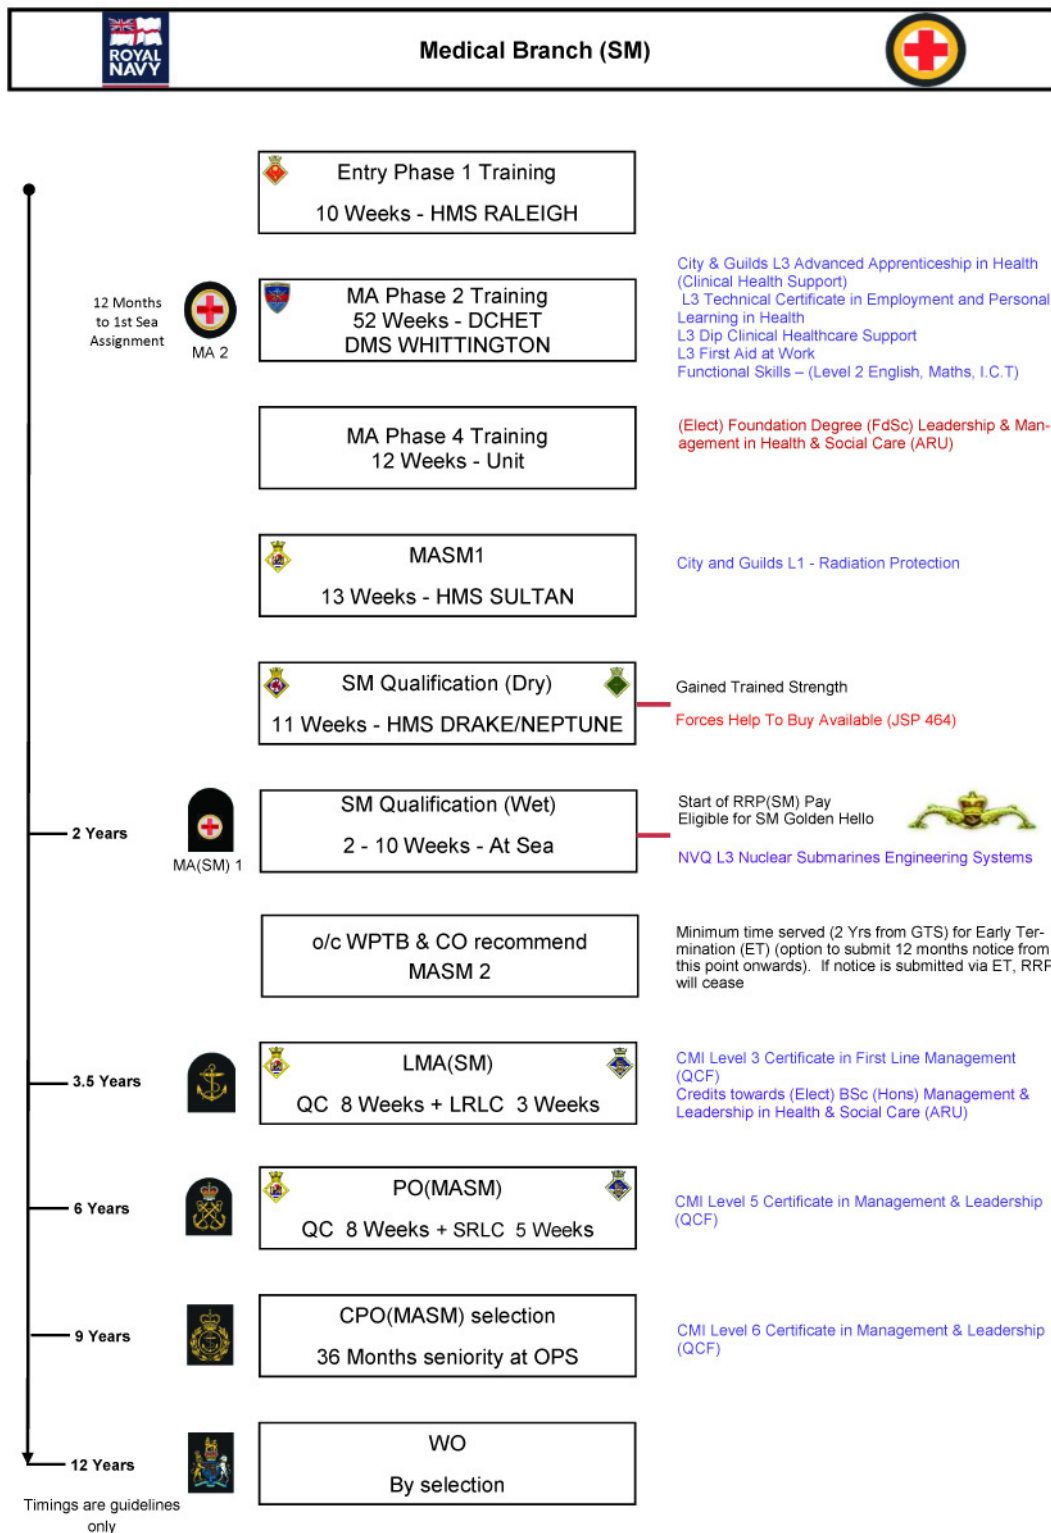 ROYAL
NAVY
Medical Branch (SM)
Entry Phase 1 Training
10 Weeks - HMS RALEIGH
12 Months
to 1st Sea
Assignment
MA 2
MA Phase 2 Training
52 Weeks - DCHET
DMS WHITTINGTON
City & Guilds L3 Advanced Apprenticeship in Health
(Clinical Health Support)
L3 Technical Certificate in Employment and Personal
Learning in Health
L3 Dip Clinical Healthcare Support
L3 First Aid at Work
Functional Skills – (Level 2 English, Maths, I.C.T)
MA Phase 4 Training
12 Weeks - Unit
(Elect) Foundation Degree (FdSc) Leadership & Man-
agement in Health & Social Care (ARU)
MASM1
13 Weeks - HMS SULTAN
City and Guilds L1 - Radiation Protection
SM Qualification (Dry)
11 Weeks - HMS DRAKE/NEPTUNE
Gained Trained Strength
Forces Help To Buy Available (JSP 464)
2 Years
MA(SM) 1
SM Qualification (Wet)
2 - 10 Weeks - At Sea
Start of RRP(SM) Pay
Eligible for SM Golden Hello
NVQ L3 Nuclear Submarines Engineering Systems
o/c WPTB & CO recommend
MASM 2
Minimum time served (2 Yrs from GTS) for Early Ter-
mination (ET) (option to submit 12 months notice from
this point onwards). If notice is submitted via ET, RRP
will cease
3.5 Years
LMA(SM)
QC 8 Weeks + LRLC 3 Weeks
CMI Level 3 Certificate in First Line Management
(QCF)
Credits towards (Elect) BSc (Hons) Management &
Leadership in Health & Social Care (ARU)
6 Years
PO(MASM)
QC 8 Weeks + SRLC 5 Weeks
CMI Level 5 Certificate in Management & Leadership
(QCF)
9 Years
CPO(MASM) selection
36 Months seniority at OPS
CMI Level 6 Certificate in Management & Leadership
(QCF)
12 Years
WO
By selection
Timings are guidelines
only